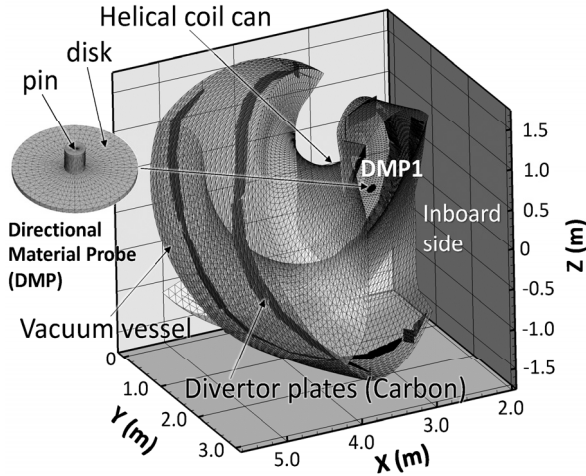 Helical coil can
disk
pin
DMP1
Directional
Material Probe
(DMP)
Inboard
side
Vacuum vessel
Divertor plates (Carbon)
1.5
1.0
0.5
0
-0.5
-1.0
-1.5
Z (m)
0
1.0
2.0
3.0
Y (m)
5.0
4.0
3.0
2.0
X (m)